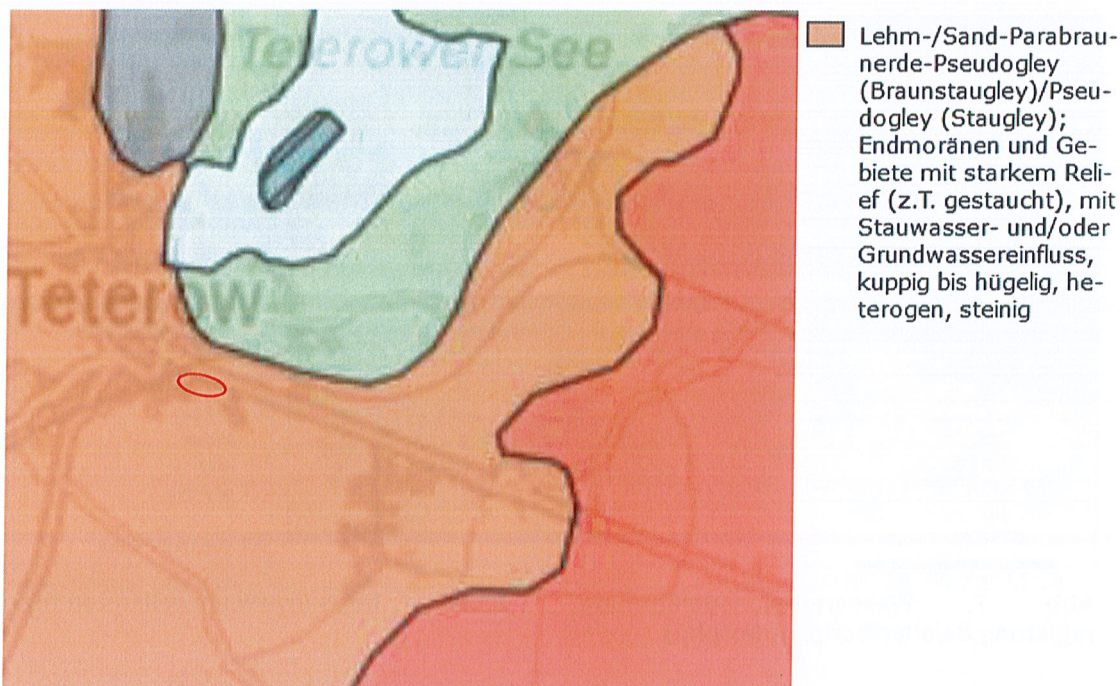 Teterower See
Teterow
Lehm-/Sand-Parabrau-
nerde-Pseudogley
(Braunstaugley)/Pseu-
dogley (Staugley);
Endmoränen und Ge-
biete mit starkem Reli-
ef (z.T. gestaucht), mit
Stauwasser- und/oder
Grundwassereinfluss,
kuppig bis hügelig, he-
terogen, steinig